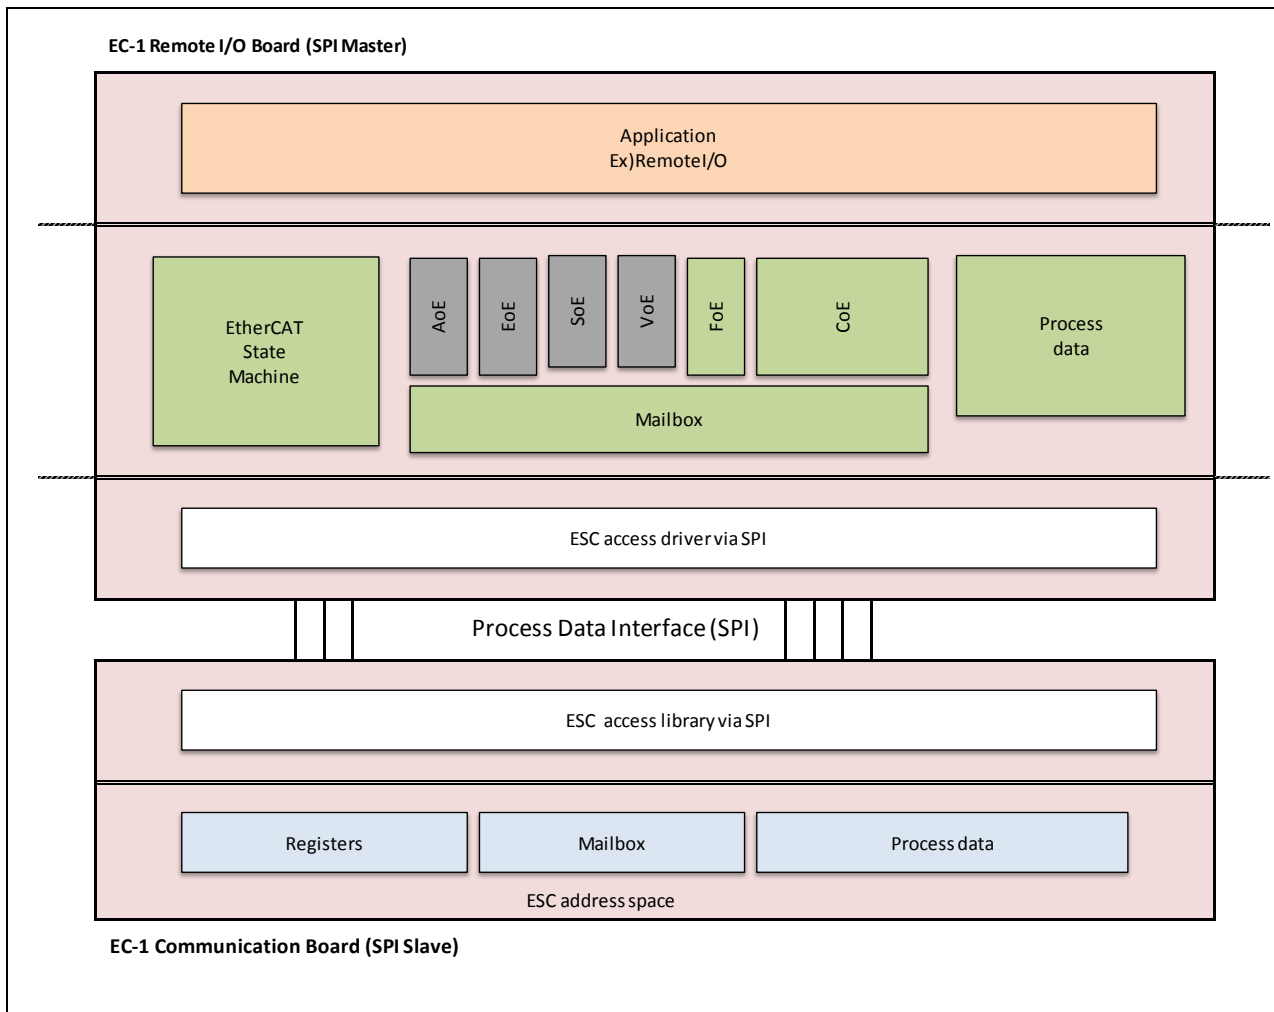 EC-1 Remote I/O Board (SPI Master)
Application
Ex)Remote I/O
EtherCAT
State
Machine
AoE
EoE
SoE
VoE
FoE
CoE
Process
data
Mailbox
ESC access driver via SPI
Process Data Interface (SPI)
ESC access library via SPI
Registers
Mailbox
Process data
ESC address space
EC-1 Communication Board (SPI Slave)